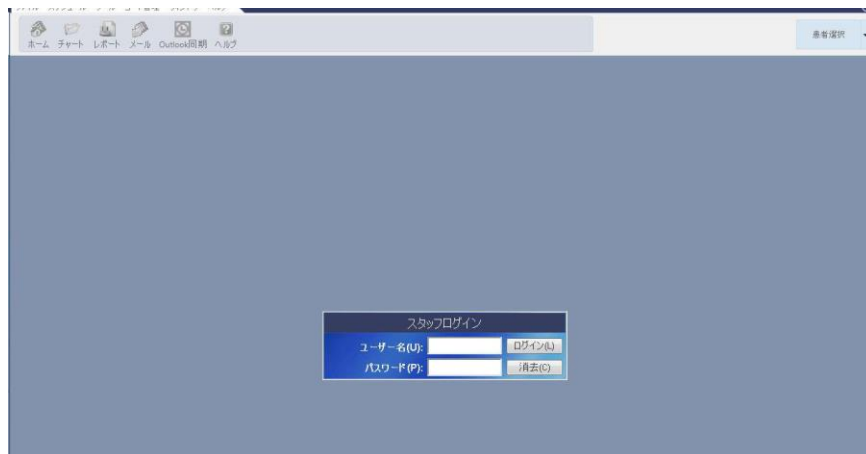 ホーム チャート レポート メール Outlook同期 ヘルプ
患者選択
スタッフログイン
ユーザー名(U): ログイン(L)
パスワード(P): 消去(C)